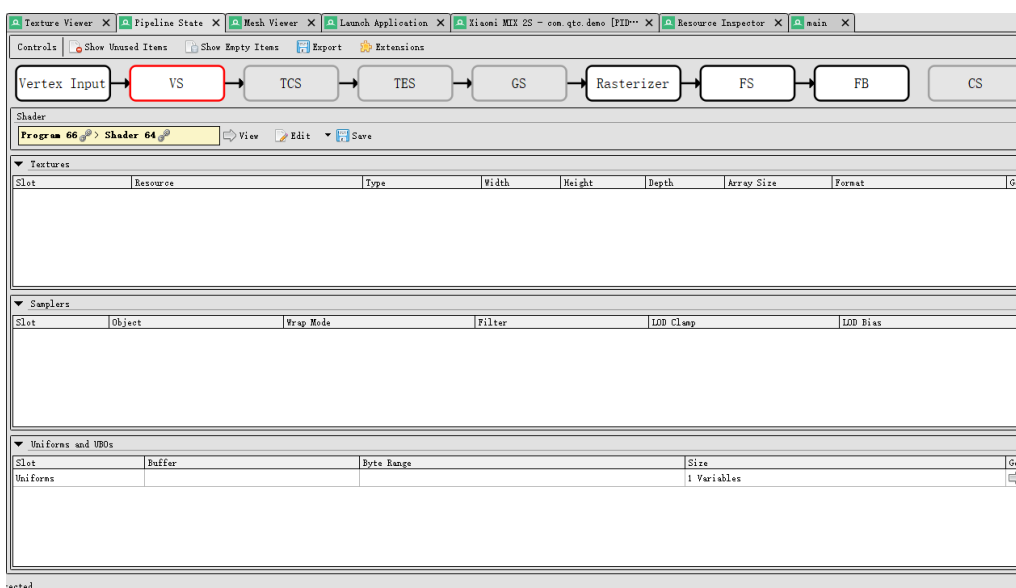 Texture Viewer X Pipeline State X Mesh Viewer X Launch Application X Xiaomi MIX 2S - com.qtc.demo [PID··· X Resource Inspector X main X
Controls Show Unused Items Show Empty Items Export Extensions
Vertex Input VS TCS TES GS Rasterizer FS FB CS
Shader
Program 66 > Shader 64 View Edit Save
Textures
Slot Resource Type Width Height Depth Array Size Format
Samplers
Slot Object Wrap Mode Filter LOD Clamp LOD Bias
Uniforms and UBOs
Slot Buffer Byte Range Size
Uniforms 1 Variables